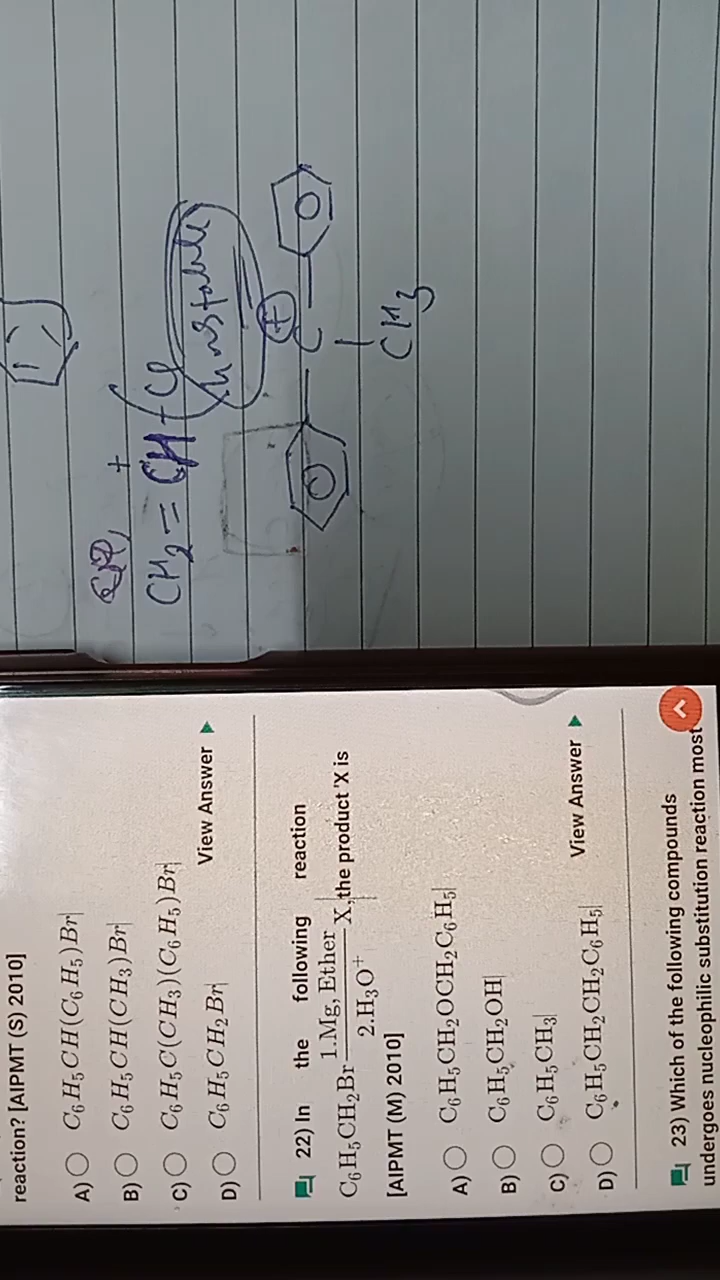 reaction? [AIPMT (S) 2010]
A) C₆H₅CH(C₆H₅)Br|
B) C₆H₅CH(CH₃)Br|
C) C₆H₅C(CH₃)(C₆H₅)Br|
D) C₆H₅CH₂Br|
View Answer
22) In the following reaction
1.Mg, Ether
C₆H₅CH₂Br X, the product 'X is
2.H₃O⁺
[AIPMT (M) 2010]
A) C₆H₅CH₂OCH₂C₆H₅|
B) C₆H₅CH₂OH|
C) C₆H₅CH₃|
D) C₆H₅CH₂CH₂C₆H₅|
View Answer
23) Which of the following compounds
undergoes nucleophilic substitution reaction most
+
CH₂=CH-Cl
Unstable
+
C
CH₃